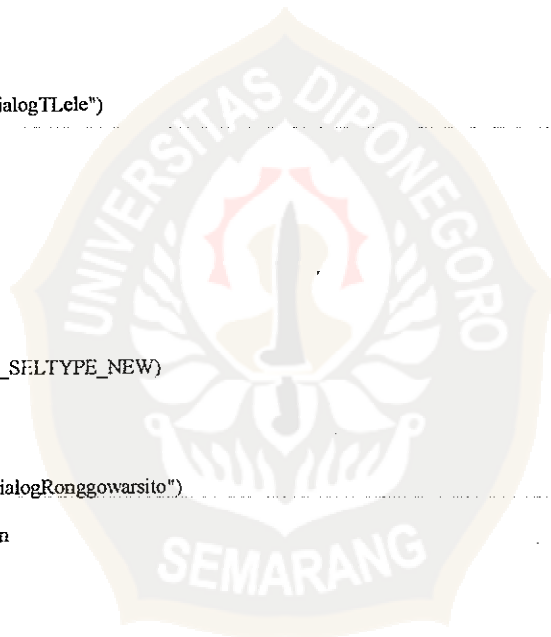 ialogTLele")
UNIVERSITAS DIPONEGORO
_SELTYPE_NEW)
ialogRonggowarsito")
n
SEMARANG